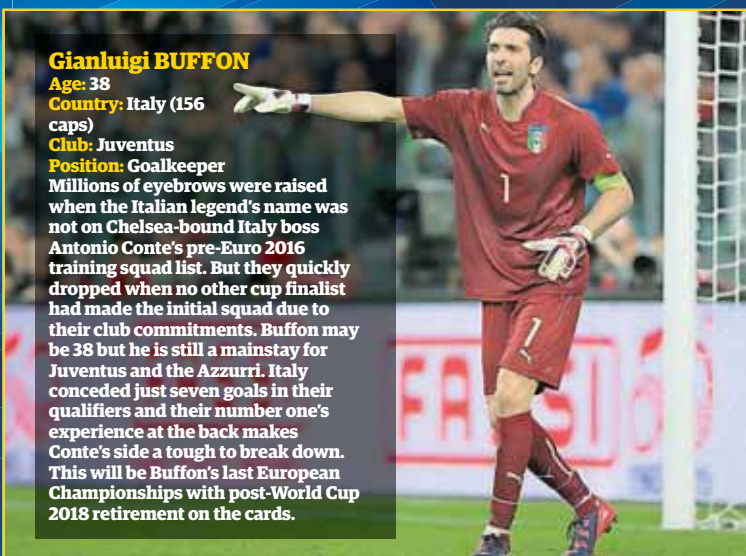 Gianluigi BUFFON
Age: 38
Country: Italy (156
caps)
Club: Juventus
Position: Goalkeeper
Millions of eyebrows were raised
when the Italian legend's name was
not on Chelsea-bound Italy boss
Antonio Conte's pre-Euro 2016
training squad list. But they quickly
dropped when no other cup finalist
had made the initial squad due to
their club commitments. Buffon may
be 38 but he is still a mainstay for
Juventus and the Azzurri. Italy
conceded just seven goals in their
qualifiers and their number one's
experience at the back makes
Conte's side a tough to break down.
This will be Buffon's last European
Championships with post-World Cup
2018 retirement on the cards.
1
1